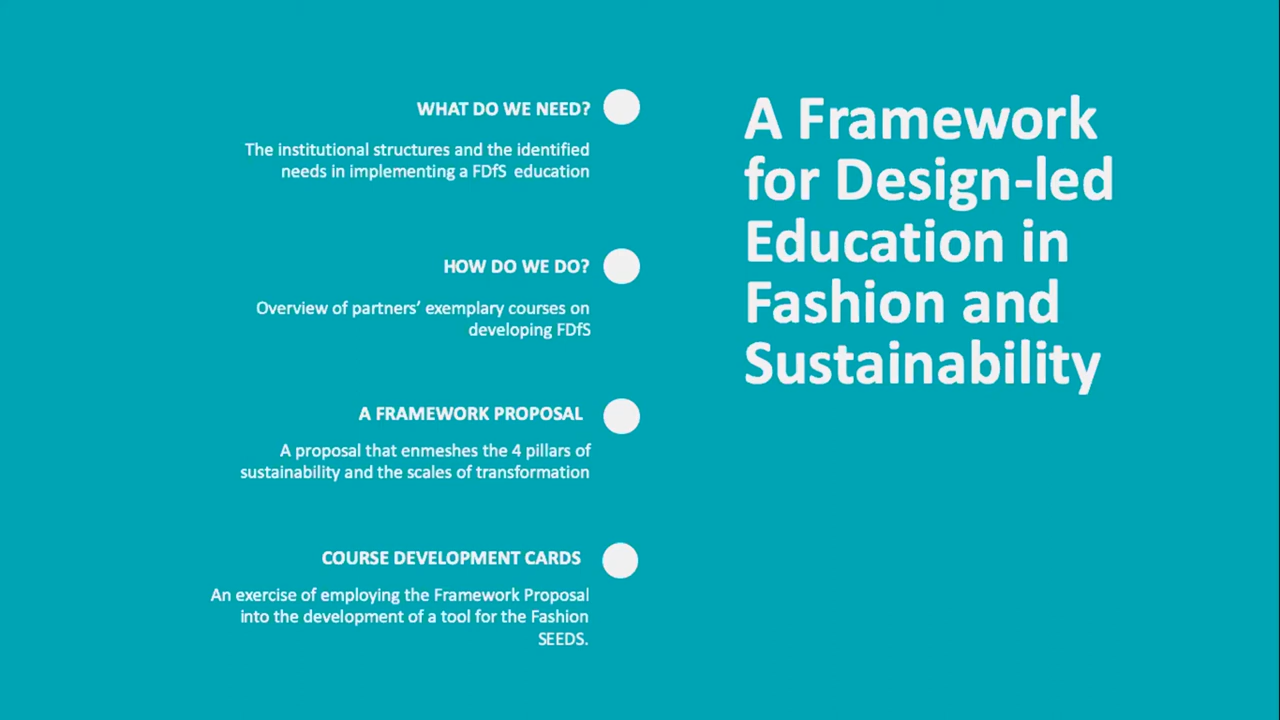 WHAT DO WE NEED?
The institutional structures and the identified
needs in implementing a FDfS education
HOW DO WE DO?
Overview of partners’ exemplary courses on
developing FDfS
A FRAMEWORK PROPOSAL
A proposal that enmeshes the 4 pillars of
sustainability and the scales of transformation
COURSE DEVELOPMENT CARDS
An exercise of employing the Framework Proposal
into the development of a tool for the Fashion
SEEDS.
A Framework
for Design-led
Education in
Fashion and
Sustainability